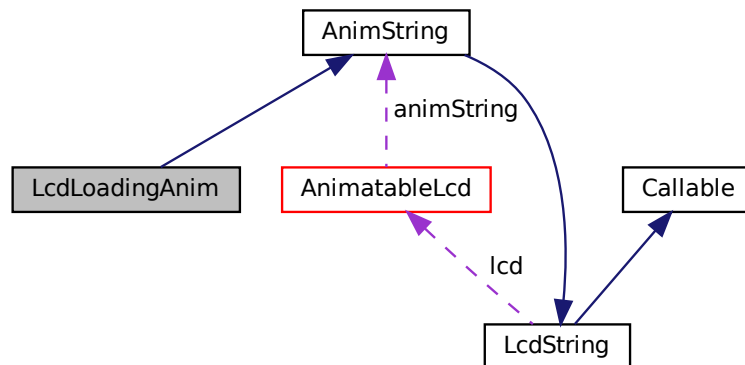 AnimString
animString
LcdLoadingAnim
AnimatableLcd
Callable
lcd
LcdString